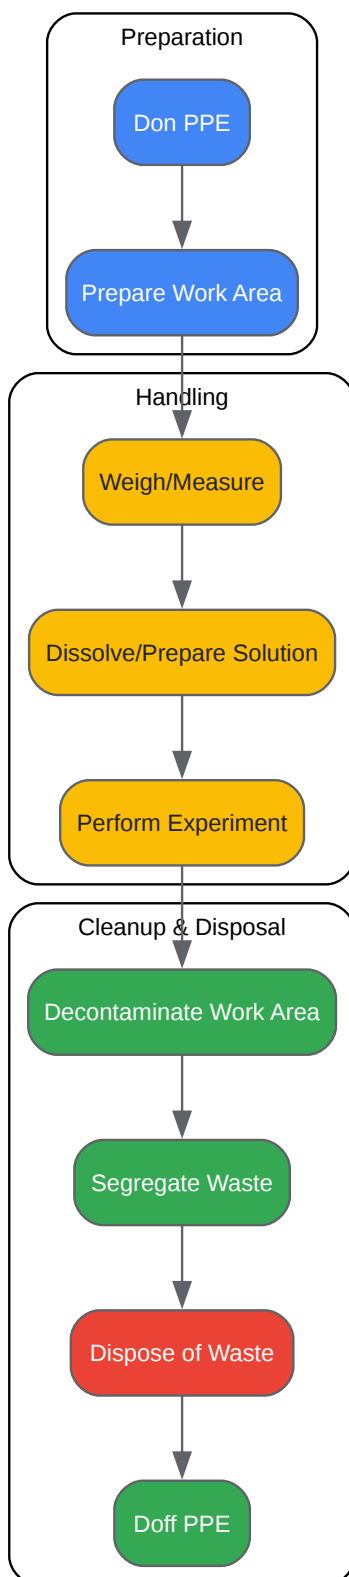 Preparation
Don PPE
Prepare Work Area
Handling
Weigh/Measure
Dissolve/Prepare Solution
Perform Experiment
Cleanup & Disposal
Decontaminate Work Area
Segregate Waste
Dispose of Waste
Doff PPE